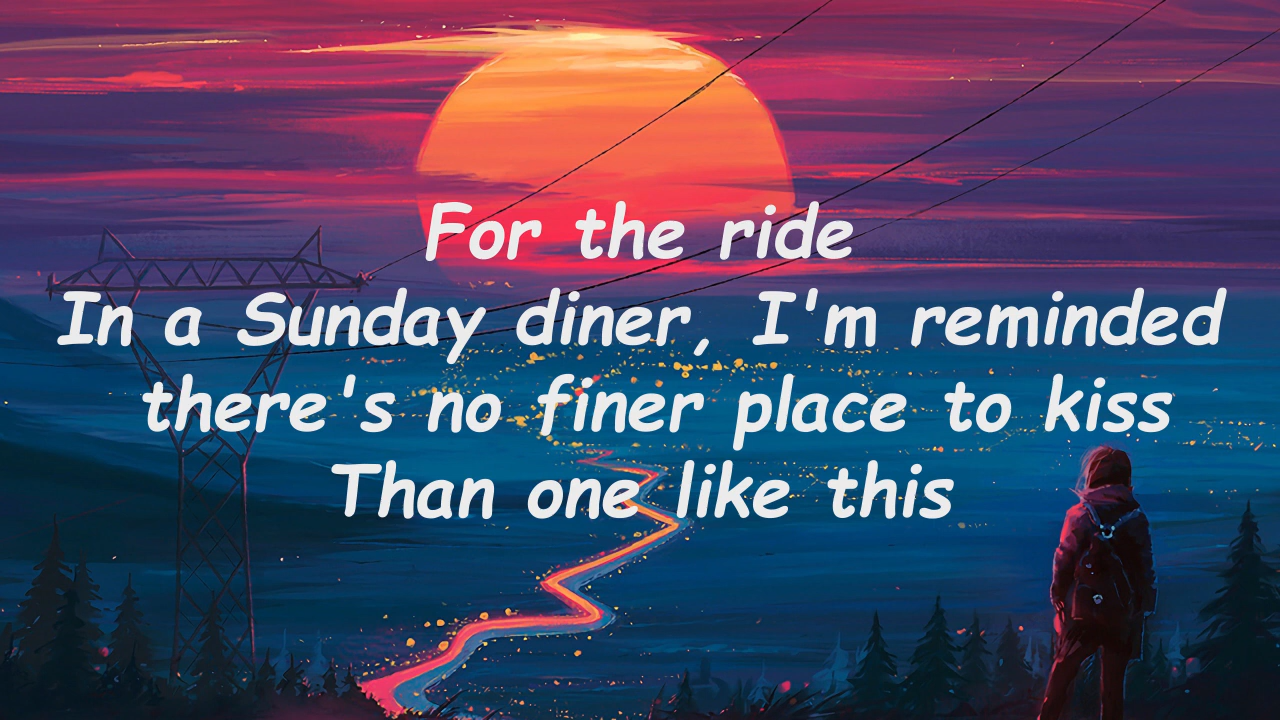 For the ride
In a Sunday diner, I'm reminded
there's no finer place to kiss
Than one like this